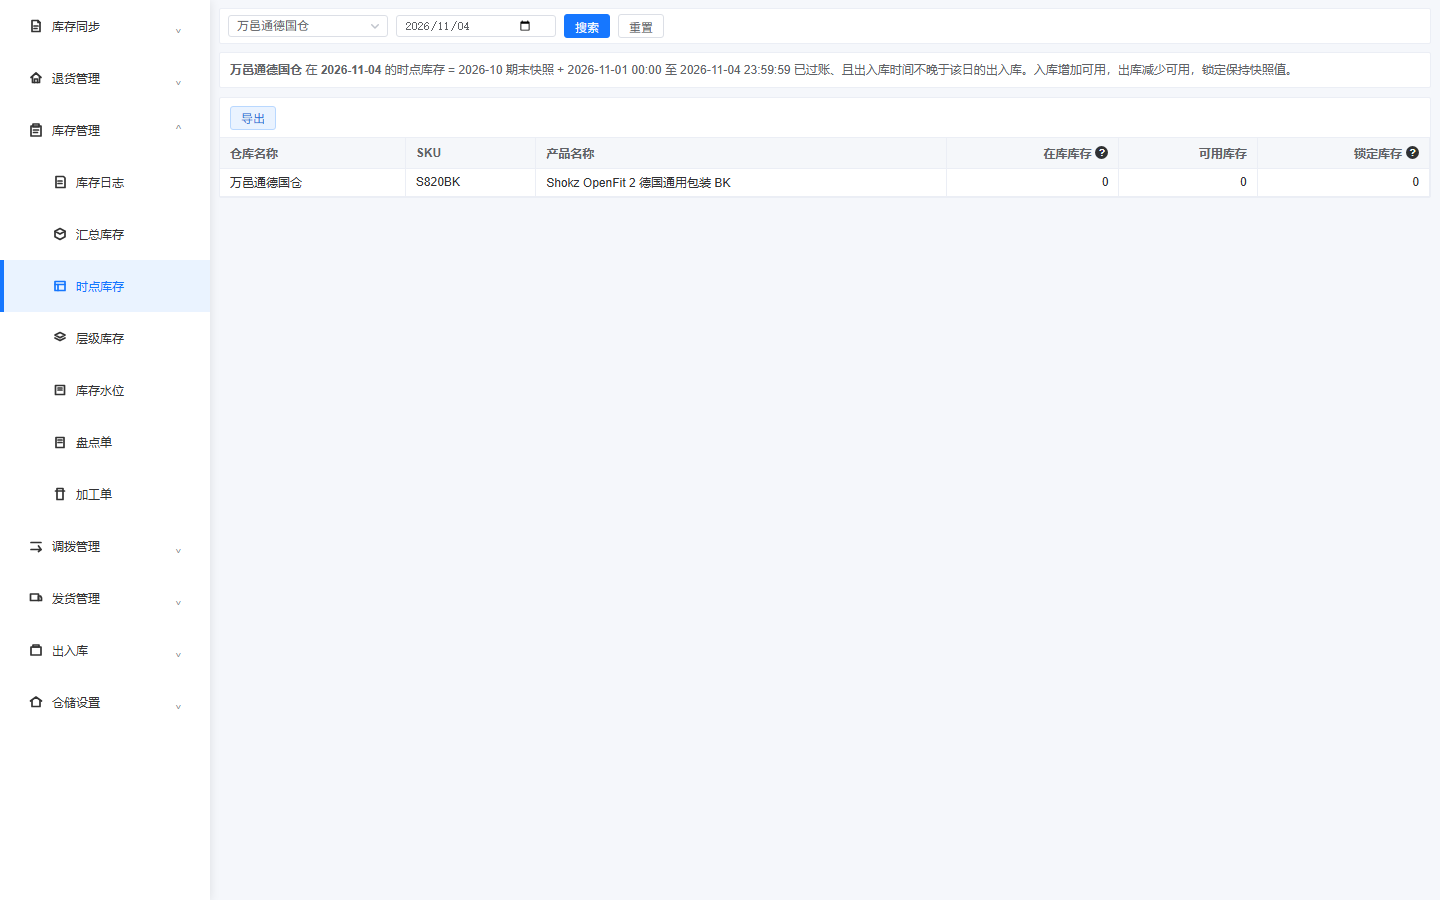 库存同步
退货管理
库存管理
库存日志
汇总库存
时点库存
层级库存
库存水位
盘点单
加工单
调拨管理
发货管理
出入库
仓储设置
万邑通德国仓 2026/11/04 搜索 重置
万邑通德国仓 在 2026-11-04 的时点库存 = 2026-10 期末快照 + 2026-11-01 00:00 至 2026-11-04 23:59:59 已过账、且出入库时间不晚于该日的出入库。入库增加可用，出库减少可用，锁定保持快照值。
导出
仓库名称 SKU 产品名称 在库库存 ? 可用库存 锁定库存 ?
万邑通德国仓 S820BK Shokz OpenFit 2 德国通用包装 BK 0 0 0